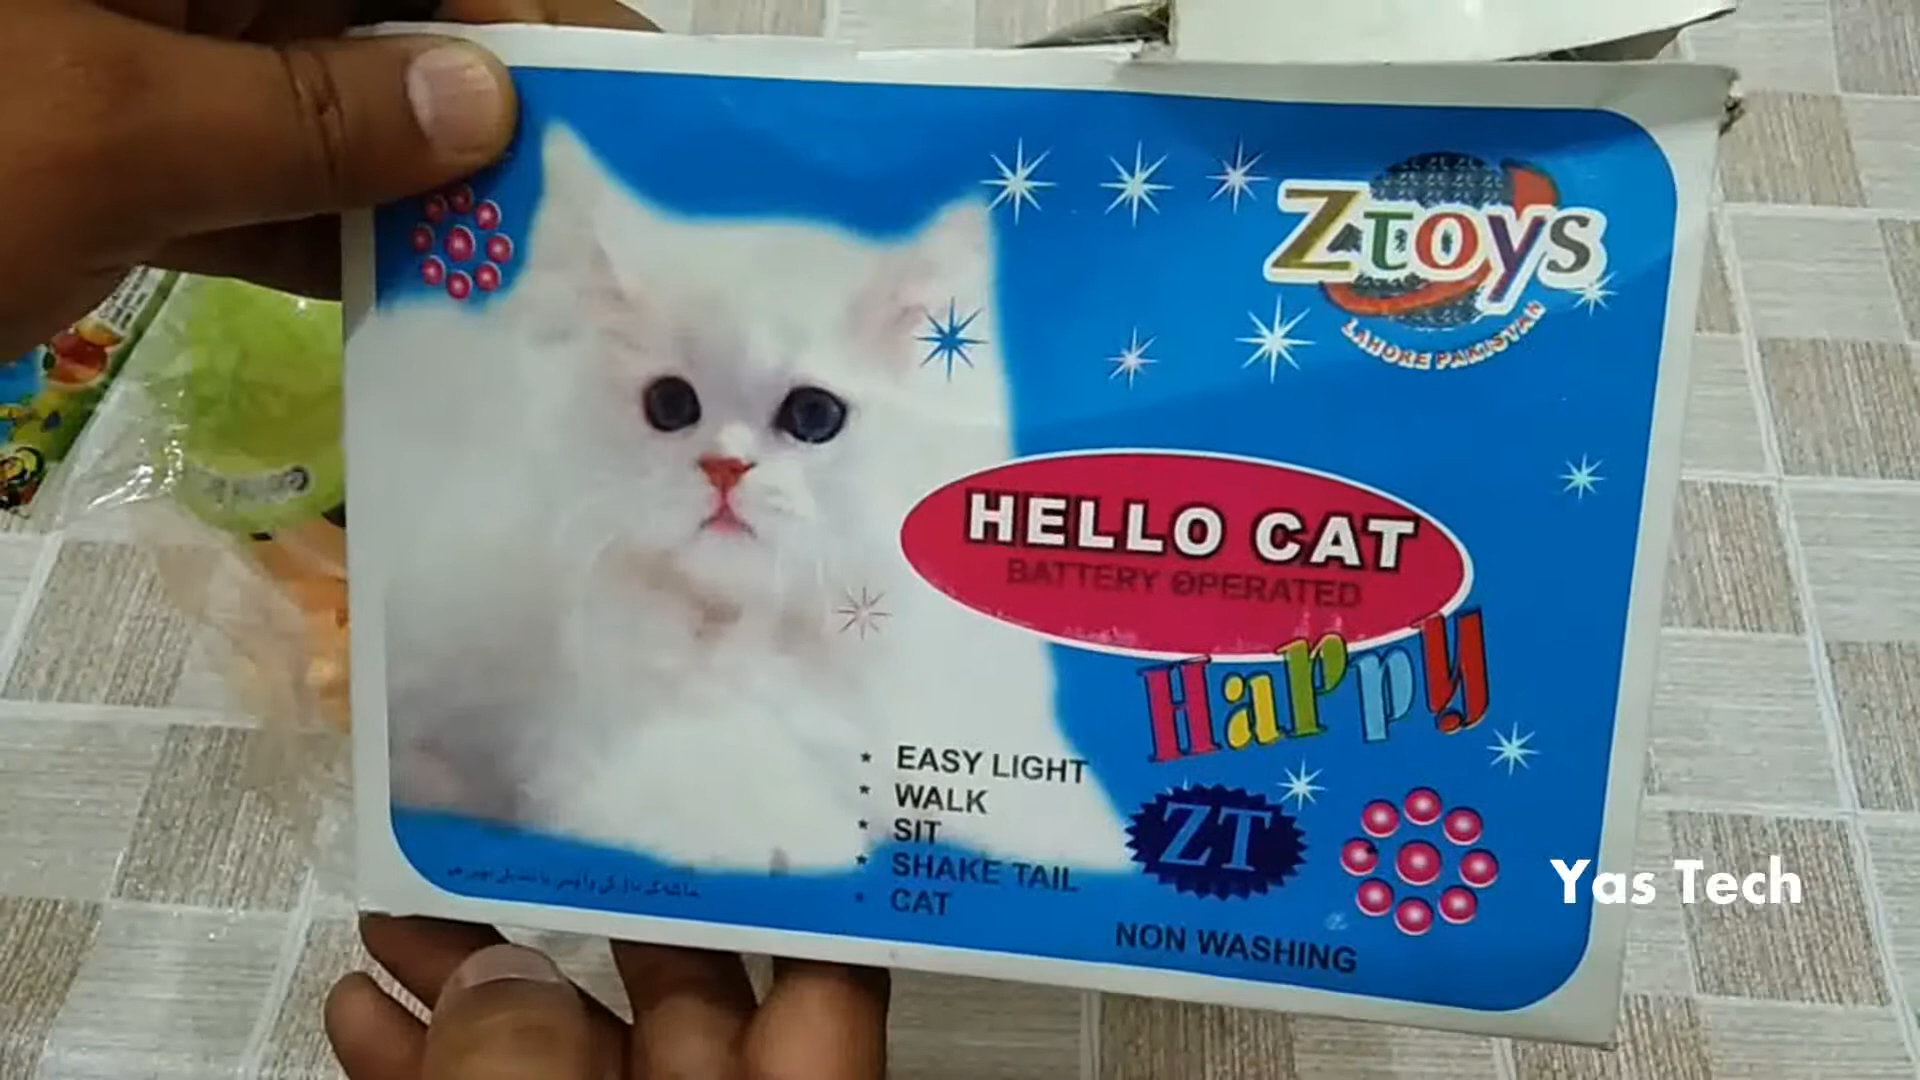 Ztoys
LAHORE PAKISTAN
HELLO CAT
BATTERY OPERATED
Happy
* EASY LIGHT
* WALK
* SIT
* SHAKE TAIL
* CAT
ZT
NON WASHING
Yas Tech